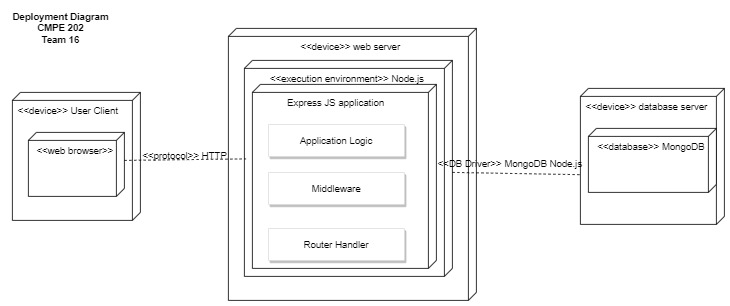 Deployment Diagram
CMPE 202
Team 16
<<device>> web server
<<execution environment>> Node.js
Express JS application
Application Logic
Middleware
Router Handler
<<device>> User Client
<<web browser>>
<<protocol>> HTTP
<<DB Driver>> MongoDB Node.js
<<device>> database server
<<database>> MongoDB